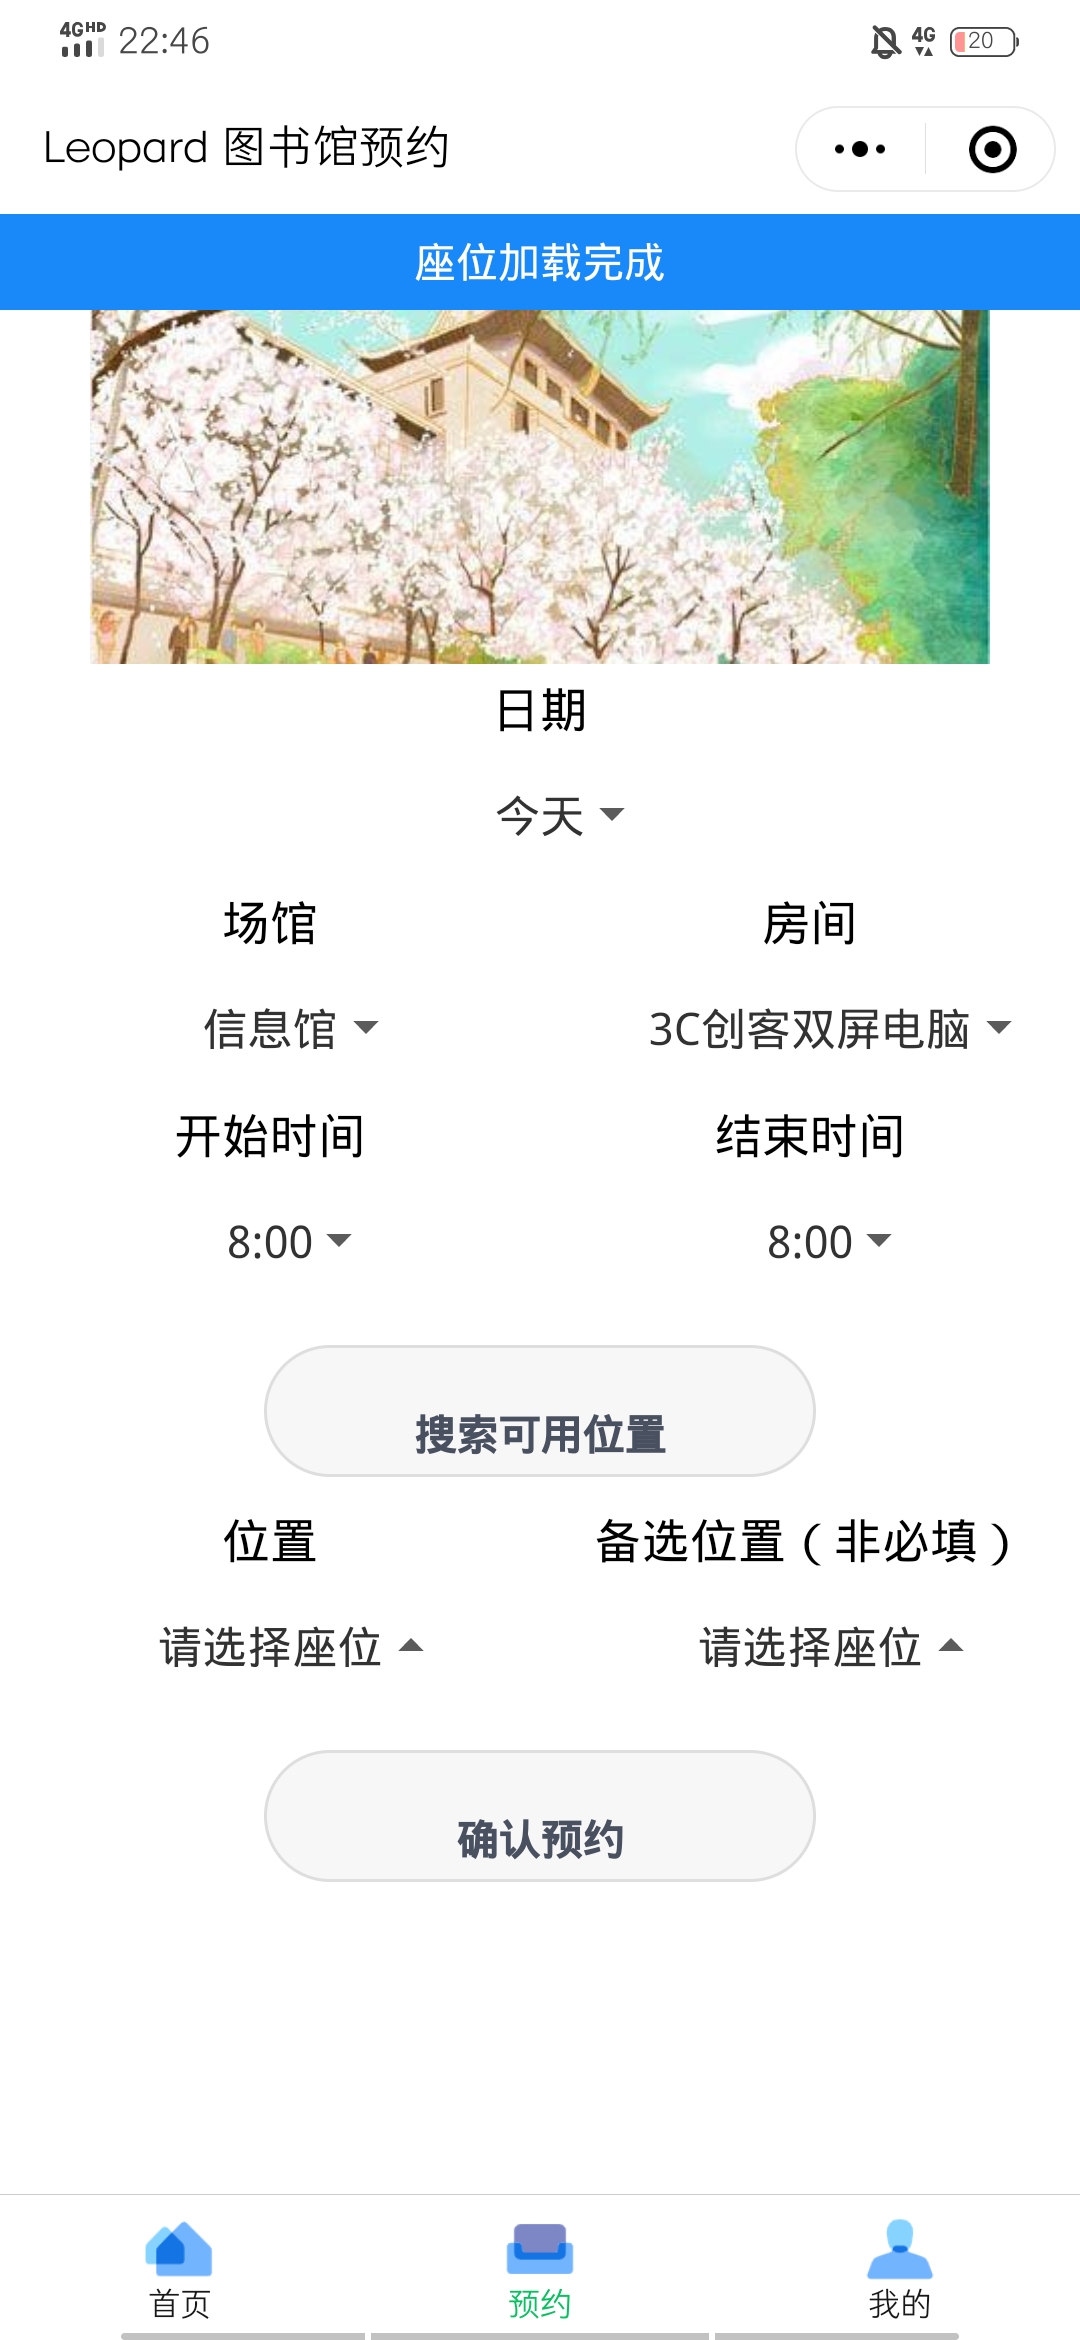 4GHD 22:46 4G 20
Leopard 图书馆预约
座位加载完成
日期
今天
场馆 房间
信息馆 3C创客双屏电脑
开始时间 结束时间
8:00 8:00
搜索可用位置
位置 备选位置（非必填）
请选择座位 请选择座位
确认预约
首页 预约 我的